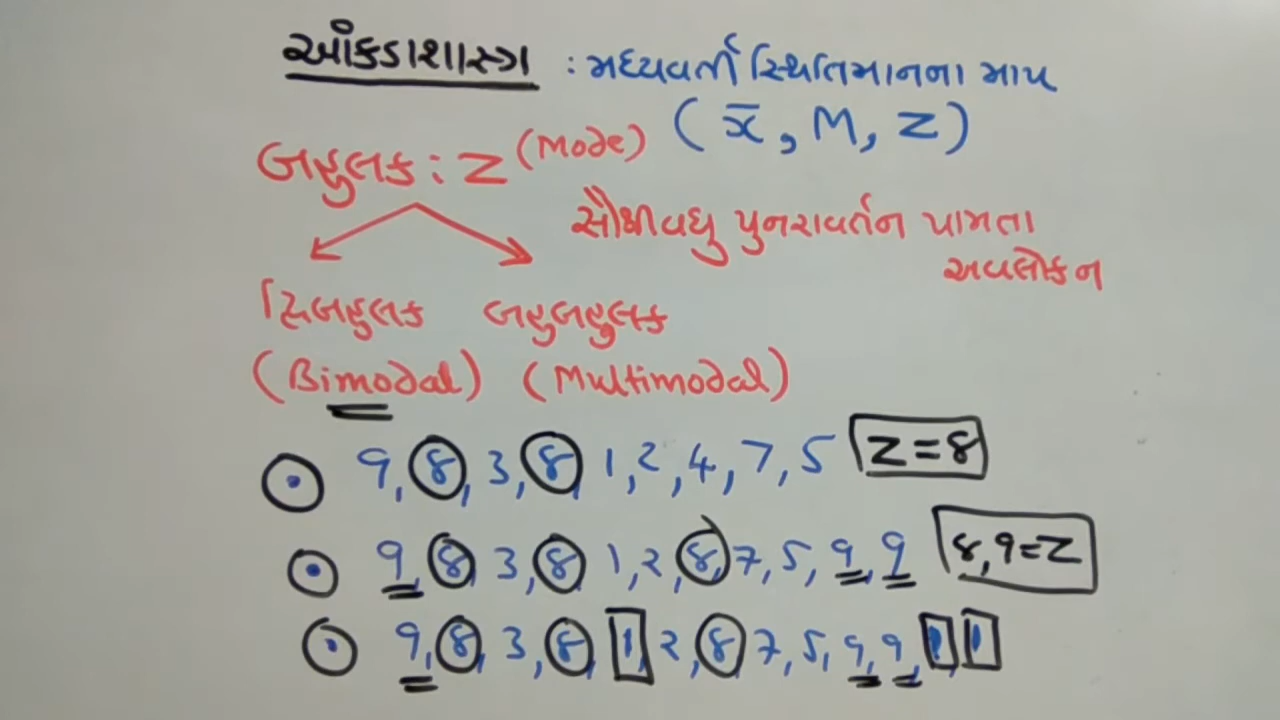 આંકડાશાસ્ત્ર : મધ્યવર્તી સ્થિતિમાનના માપ
(x̄, M, Z)
બહુલક : Z (Mode)
સૌથીવધુ પુનરાવર્તન પામતા
અવલોકન
દ્વિબહુલક બહુબહુલક
(Bimodal) (Multimodal)
9, 8, 3, 8, 1, 2, 4, 7, 5 Z = 8
9, 8, 3, 8, 1, 2, 8, 7, 5, 9, 9 8, 9 = Z
9, 8, 3, 8, 1, 2, 8, 7, 5, 9, 9, 1, 1